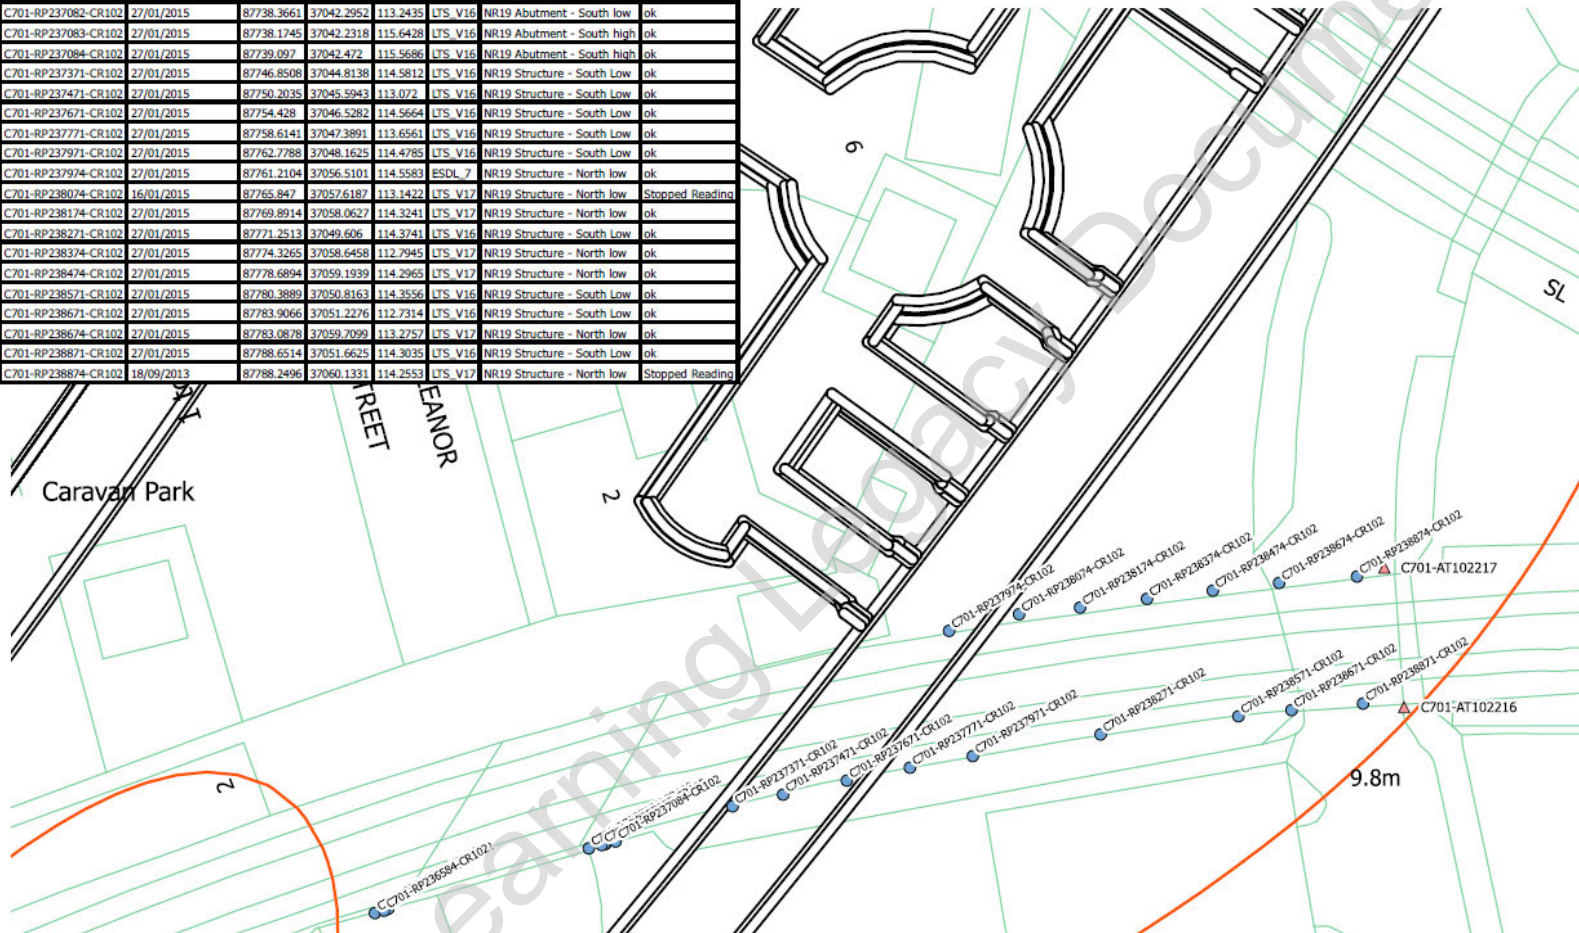 C701-RP237082-CR102 27/01/2015 87738.3661 37042.2952 113.2435 LTS_V16 NR19 Abutment - South low ok
C701-RP237083-CR102 27/01/2015 87738.1745 37042.2318 115.6428 LTS_V16 NR19 Abutment - South high ok
C701-RP237084-CR102 27/01/2015 87739.097 37042.472 115.5686 LTS_V16 NR19 Abutment - South high ok
C701-RP237371-CR102 27/01/2015 87746.8508 37044.8138 114.5812 LTS_V16 NR19 Structure - South Low ok
C701-RP237471-CR102 27/01/2015 87750.2035 37045.5943 113.072 LTS_V16 NR19 Structure - South Low ok
C701-RP237671-CR102 27/01/2015 87754.428 37046.5282 114.5664 LTS_V16 NR19 Structure - South Low ok
C701-RP237771-CR102 27/01/2015 87758.6141 37047.3891 113.6561 LTS_V16 NR19 Structure - South Low ok
C701-RP237971-CR102 27/01/2015 87762.7788 37048.1625 114.4785 LTS_V16 NR19 Structure - South Low ok
C701-RP237974-CR102 27/01/2015 87761.2104 37056.5101 114.5583 ESDL_7 NR19 Structure - North low ok
C701-RP238074-CR102 16/01/2015 87765.847 37057.6187 113.1422 LTS_V17 NR19 Structure - North low Stopped Reading
C701-RP238174-CR102 27/01/2015 87769.8914 37058.0627 114.3241 LTS_V17 NR19 Structure - North low ok
C701-RP238271-CR102 27/01/2015 87771.2513 37049.606 114.3741 LTS_V16 NR19 Structure - South Low ok
C701-RP238374-CR102 27/01/2015 87774.3265 37058.6458 112.7945 LTS_V17 NR19 Structure - North low ok
C701-RP238474-CR102 27/01/2015 87778.6894 37059.1939 114.2965 LTS_V17 NR19 Structure - North low ok
C701-RP238571-CR102 27/01/2015 87780.3889 37050.8163 114.3556 LTS_V16 NR19 Structure - South Low ok
C701-RP238671-CR102 27/01/2015 87783.9066 37051.2276 112.7314 LTS_V16 NR19 Structure - South Low ok
C701-RP238674-CR102 27/01/2015 87783.0878 37059.7099 113.2757 LTS_V17 NR19 Structure - North low ok
C701-RP238871-CR102 27/01/2015 87788.6514 37051.6625 114.3035 LTS_V16 NR19 Structure - South Low ok
C701-RP238874-CR102 18/09/2013 87788.2496 37060.1331 114.2553 LTS_V17 NR19 Structure - North low Stopped Reading
6
SL
TREET
EANOR
Caravan Park
2
C701-RP237974-CR102
C701-RP238074-CR102
C701-RP238174-CR102
C701-RP238374-CR102
C701-RP238474-CR102
C701-RP238674-CR102
C701-RP238874-CR102
C701-AT102217
C701-RP237371-CR102
C701-RP237471-CR102
C701-RP237671-CR102
C701-RP237771-CR102
C701-RP237971-CR102
C701-RP238271-CR102
C701-RP238571-CR102
C701-RP238671-CR102
C701-RP238871-CR102
C701-AT102216
9.8m
2
C701-RP237084-CR102
C701-RP236584-CR102
earning Legacy Docume